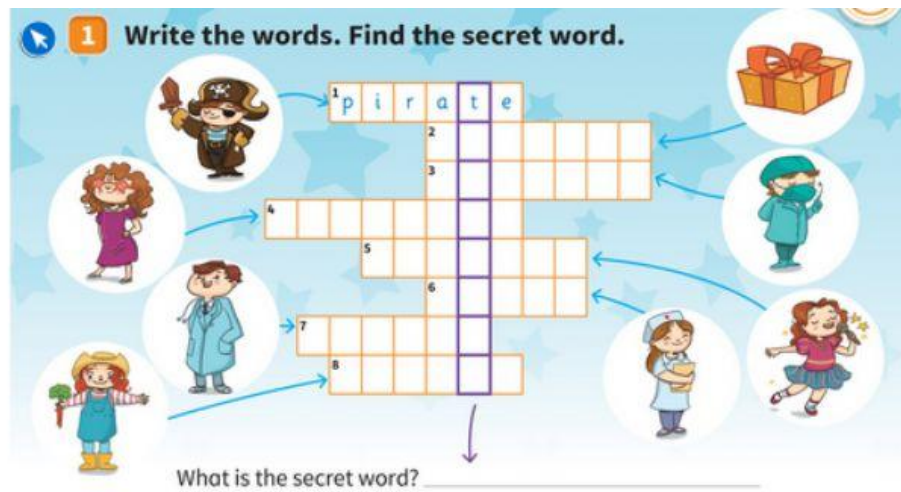 1 Write the words. Find the secret word.
1 p i r a t e
2
3
4
5
6
7
8
What is the secret word?